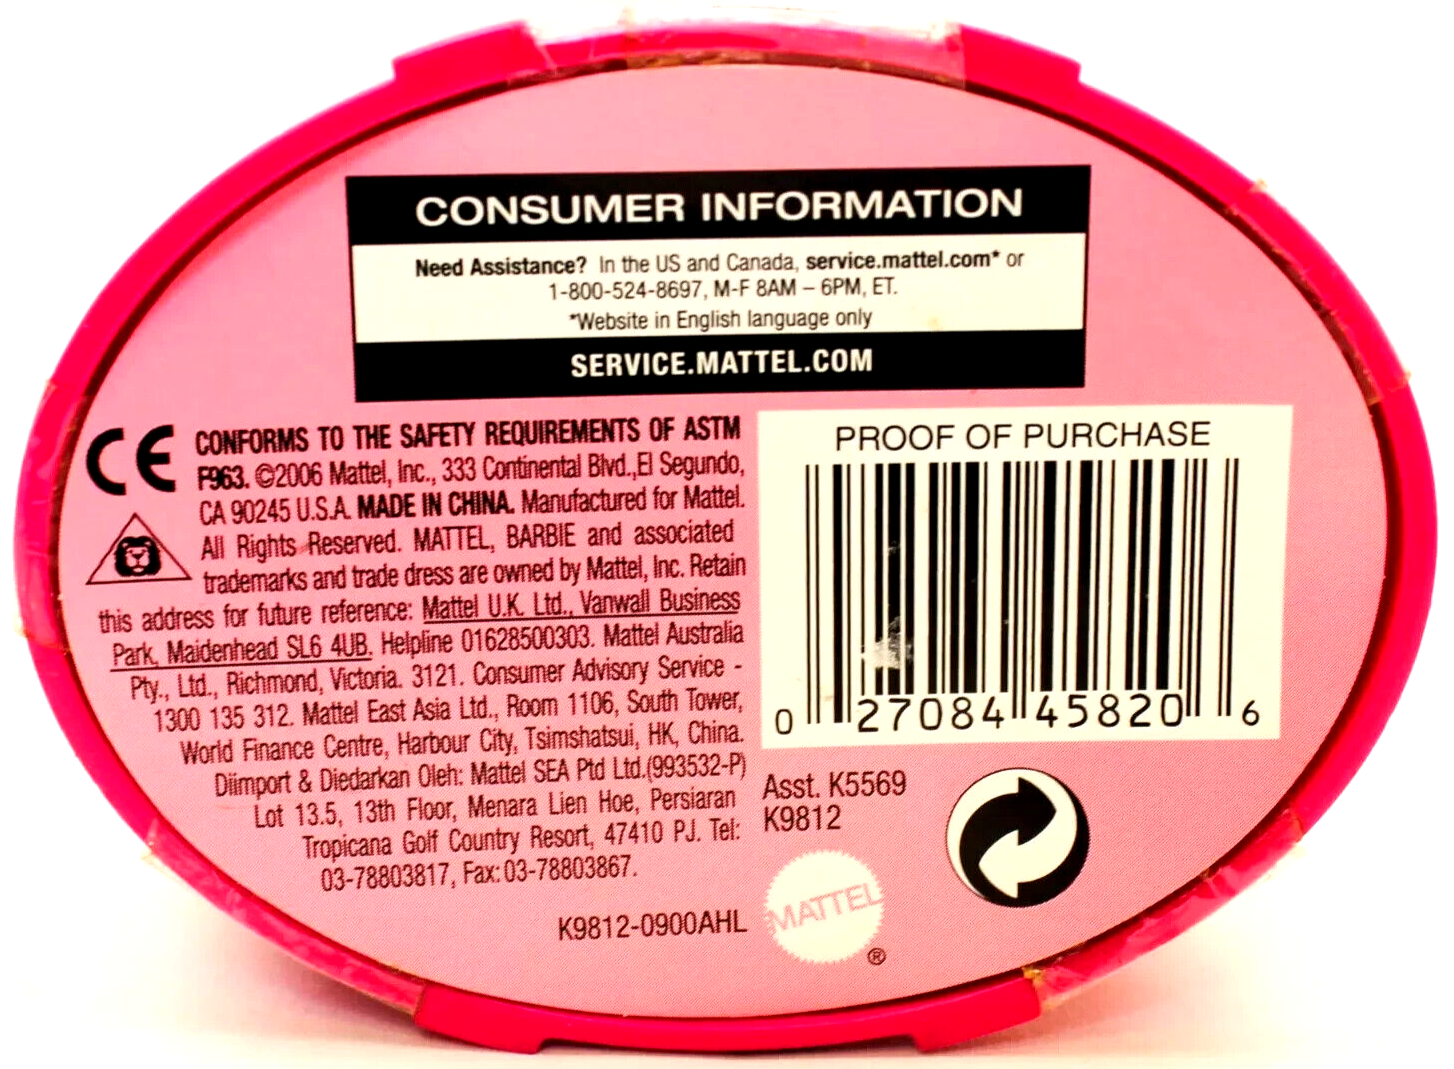 CONSUMER INFORMATION
Need Assistance? In the US and Canada, service.mattel.com* or
1-800-524-8697, M-F 8AM – 6PM, ET.
*Website in English language only
SERVICE.MATTEL.COM
CE
CONFORMS TO THE SAFETY REQUIREMENTS OF ASTM
F963. ©2006 Mattel, Inc., 333 Continental Blvd.,El Segundo,
CA 90245 U.S.A. MADE IN CHINA. Manufactured for Mattel.
All Rights Reserved. MATTEL, BARBIE and associated
trademarks and trade dress are owned by Mattel, Inc. Retain
this address for future reference: Mattel U.K. Ltd., Vanwall Business
Park, Maidenhead SL6 4UB. Helpline 01628500303. Mattel Australia
Pty., Ltd., Richmond, Victoria. 3121. Consumer Advisory Service -
1300 135 312. Mattel East Asia Ltd., Room 1106, South Tower,
World Finance Centre, Harbour City, Tsimshatsui, HK, China.
Diimport & Diedarkan Oleh: Mattel SEA Ptd Ltd.(993532-P)
Lot 13.5, 13th Floor, Menara Lien Hoe, Persiaran
Tropicana Golf Country Resort, 47410 PJ. Tel:
03-78803817, Fax:03-78803867.
K9812-0900AHL
PROOF OF PURCHASE
0 27084 45820 6
Asst. K5569
K9812
MATTEL
®